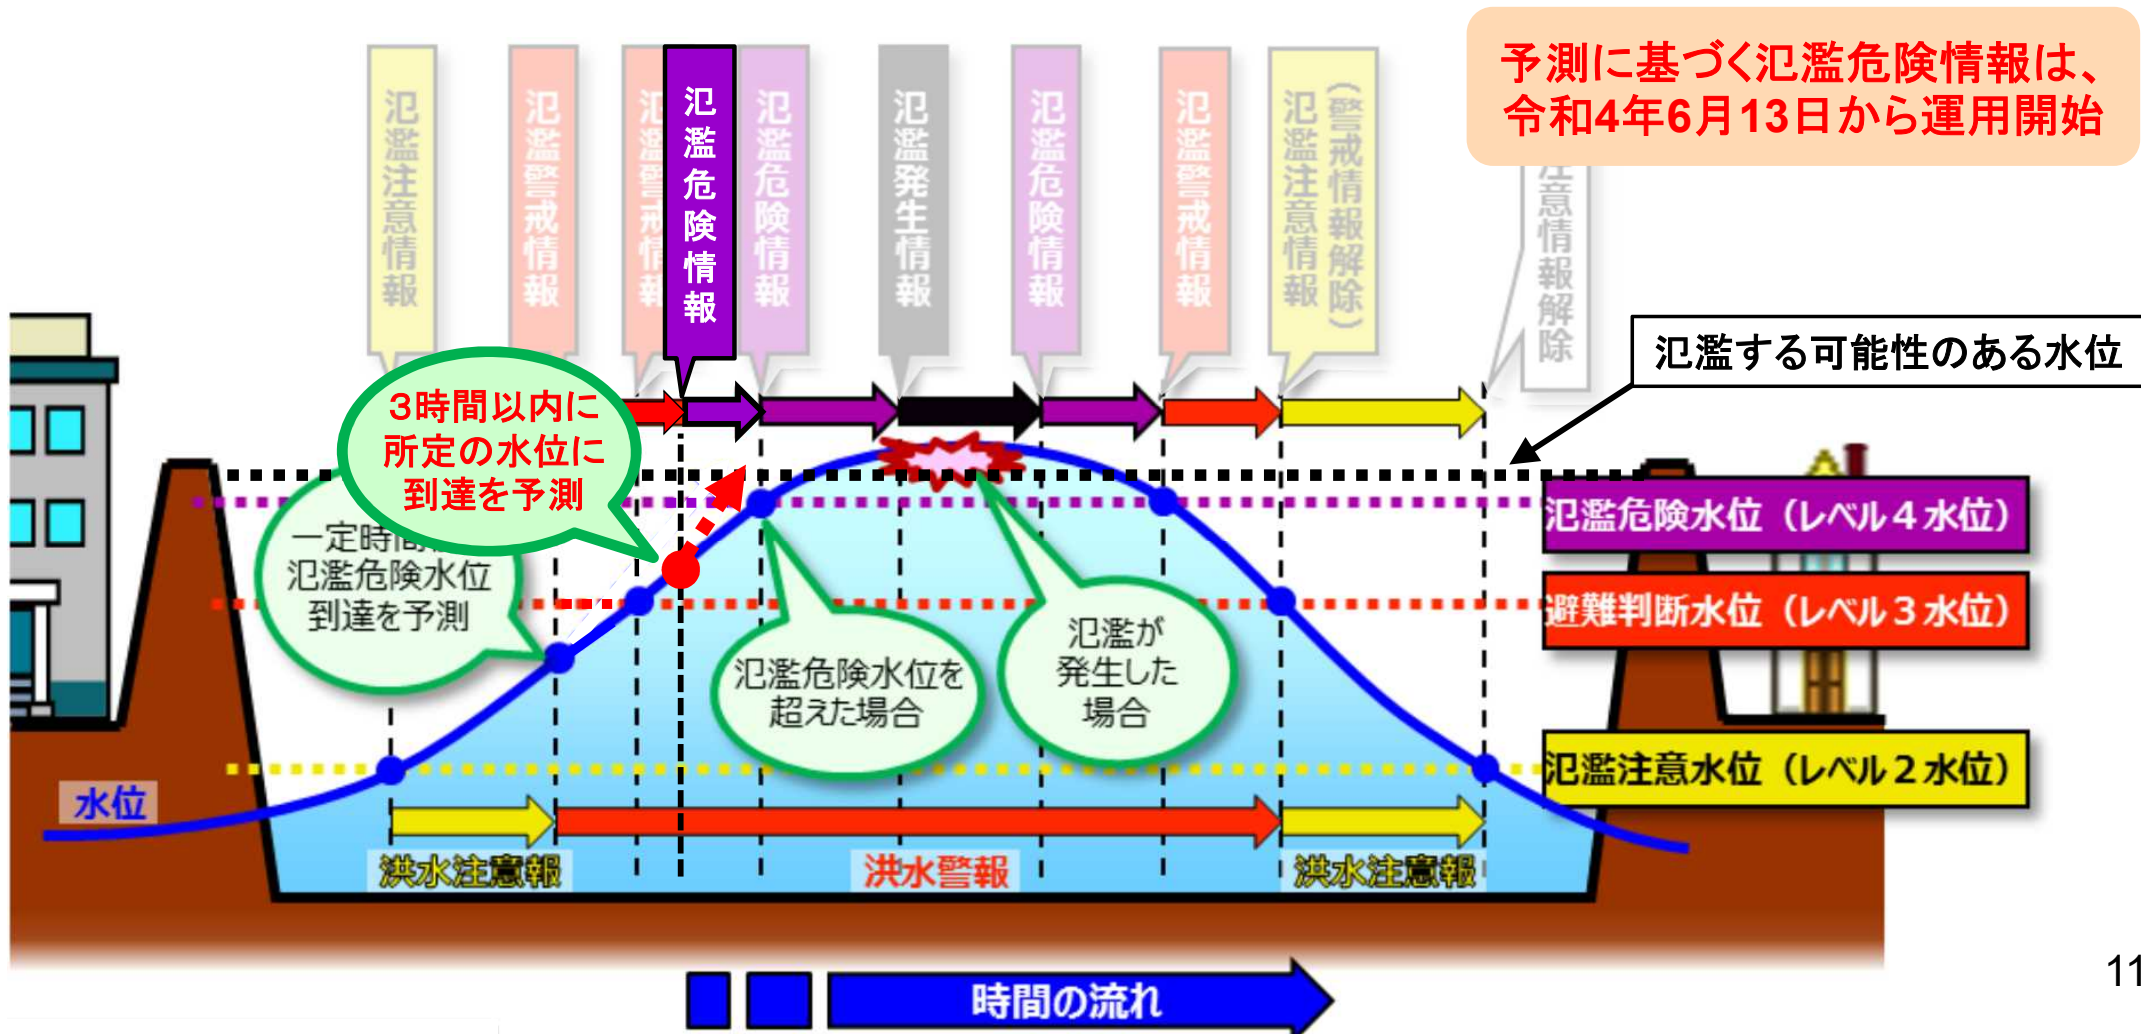 予測に基づく氾濫危険情報は、
令和4年6月13日から運用開始
氾濫注意情報
氾濫警戒情報
氾濫警戒情報
氾濫危険情報
氾濫危険情報
氾濫発生情報
氾濫危険情報
氾濫警戒情報
氾濫注意情報
(警戒情報解除)
注意情報解除
氾濫する可能性のある水位
3時間以内に
所定の水位に
到達を予測
一定時間
氾濫危険水位
到達を予測
氾濫危険水位を
超えた場合
氾濫が
発生した
場合
氾濫危険水位(レベル4水位)
避難判断水位(レベル3水位)
氾濫注意水位(レベル2水位)
水位
洪水注意報
洪水警報
洪水注意報
時間の流れ
11